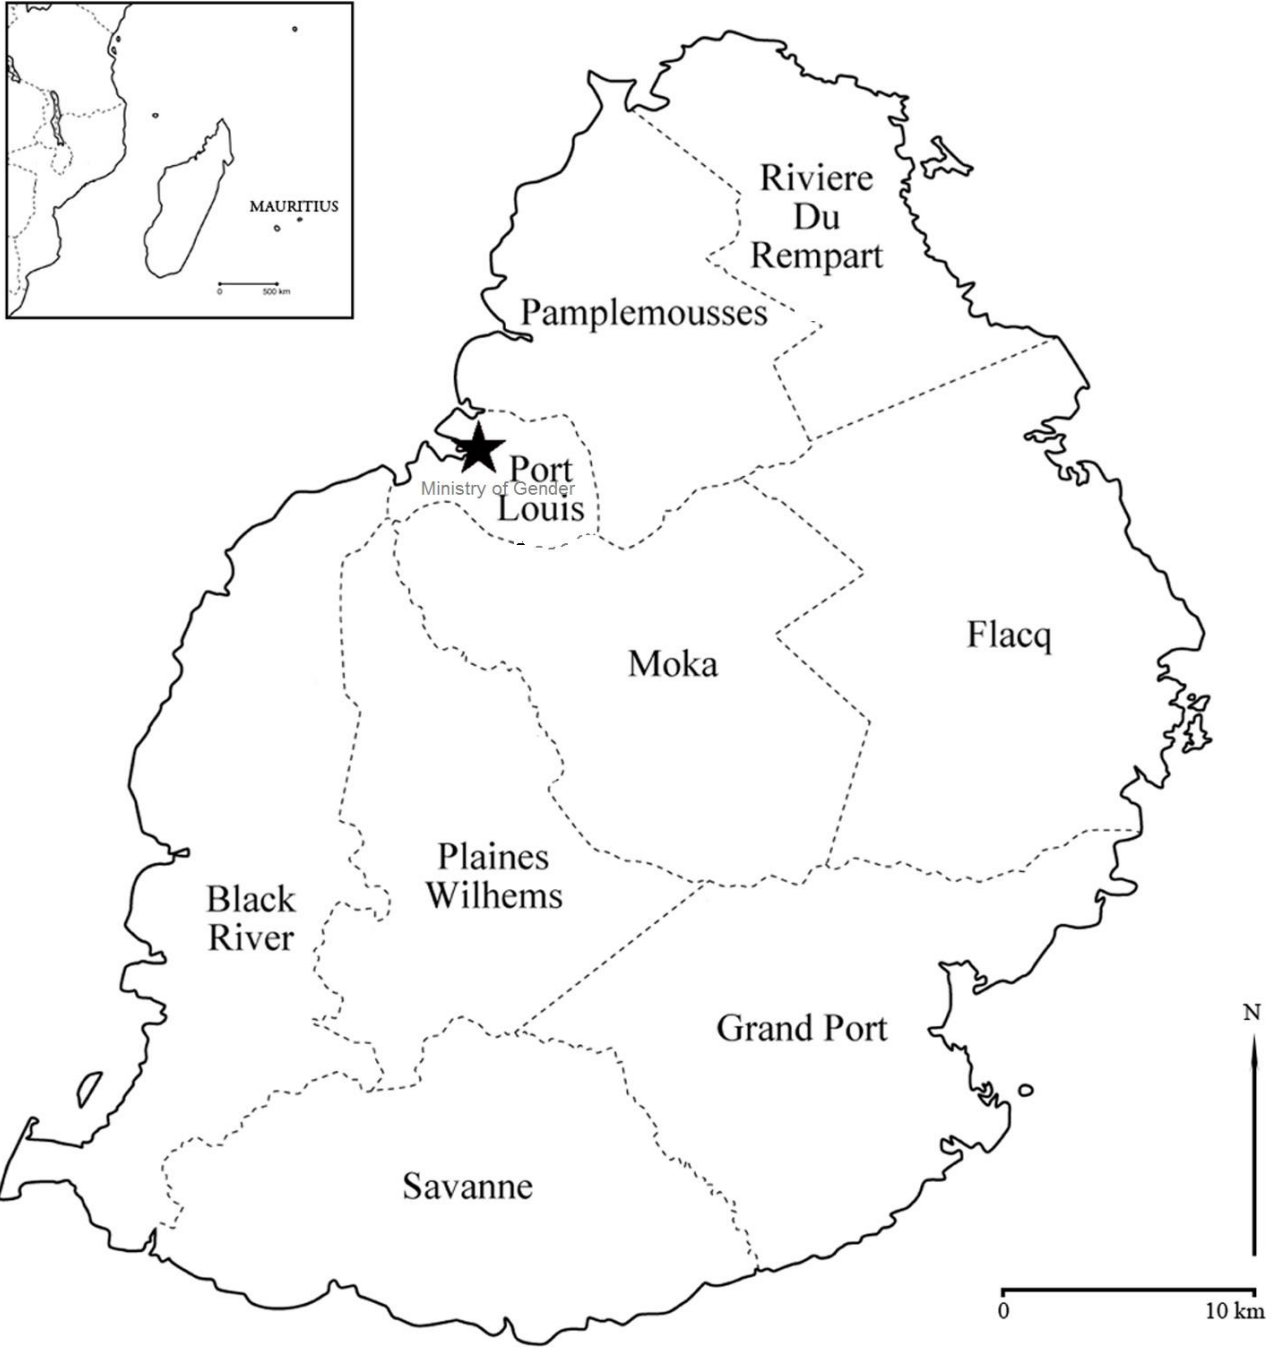 MAURITIUS
0 500 km
Riviere
Du
Rempart
Pamplemousses
Port
Ministry of Gender
Louis
Flacq
Moka
Plaines
Wilhems
Black
River
Grand Port
N
Savanne
0 10 km